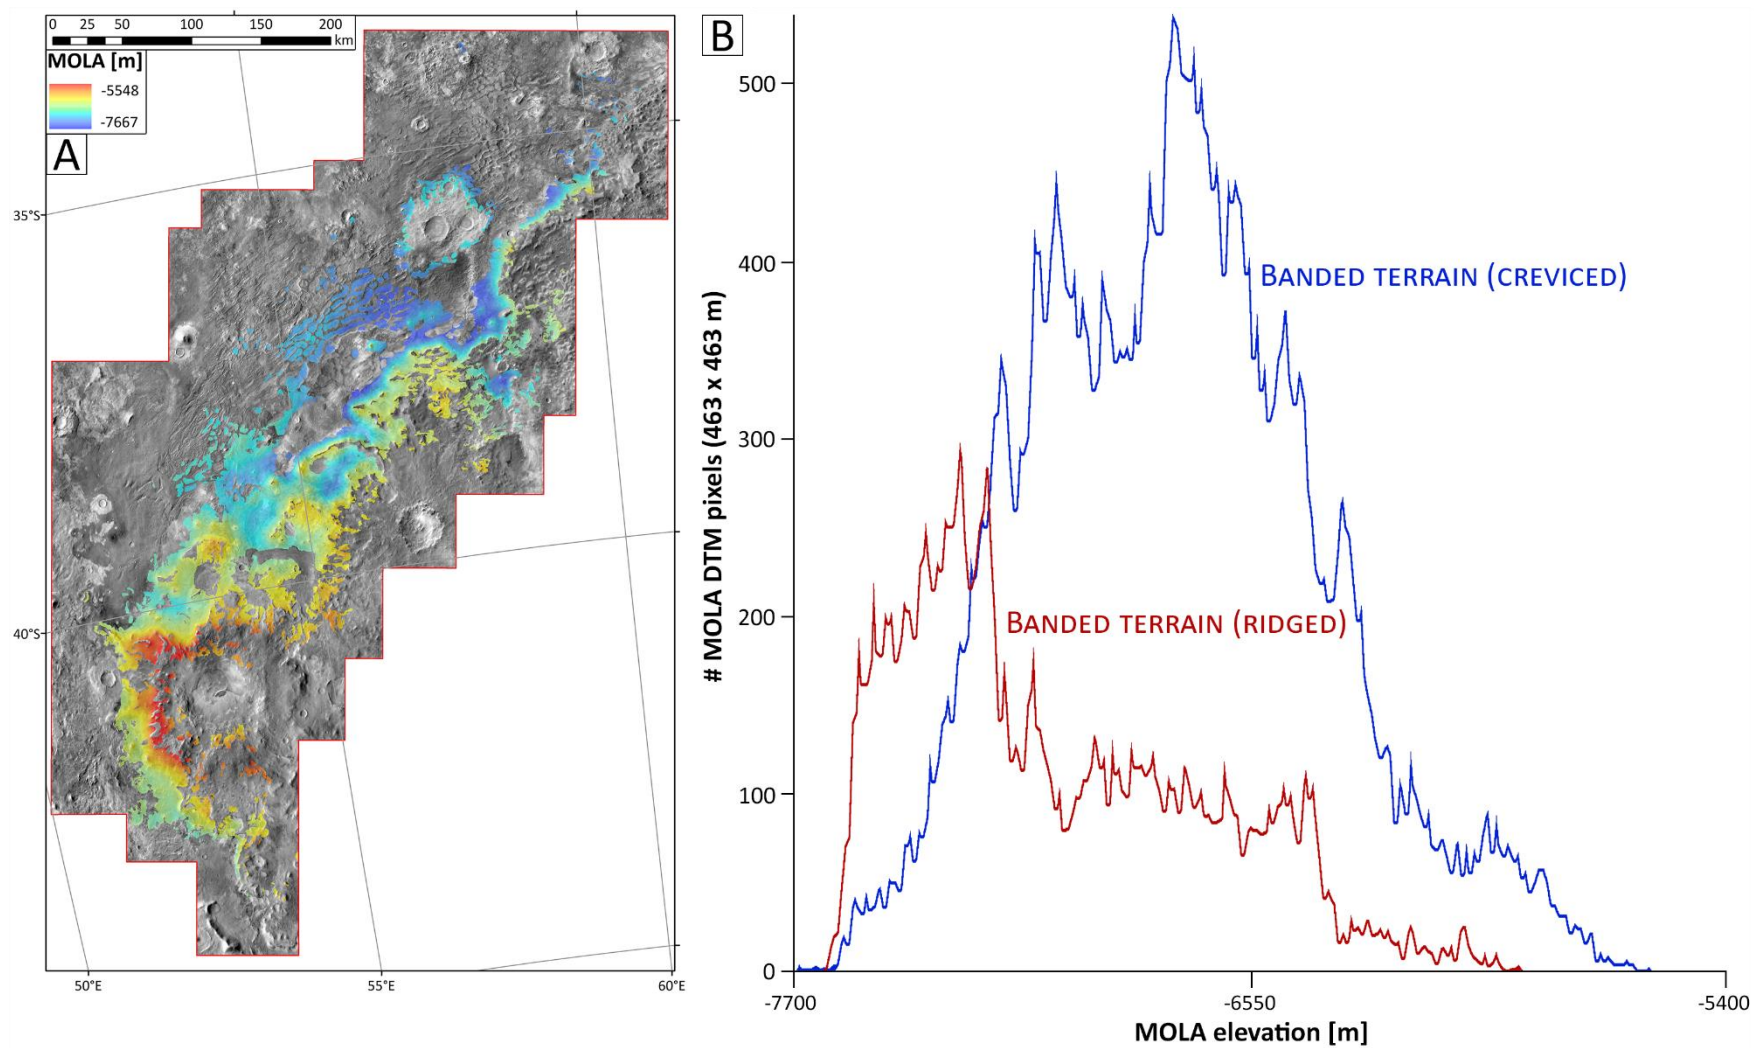 0 25 50 100 150 200
km
MOLA [m]
-5548
-7667
A
35°S
40°S
50°E 55°E 60°E
B
# MOLA DTM pixels (463 x 463 m)
500
400
300
200
100
0
BANDED TERRAIN (CREVICED)
BANDED TERRAIN (RIDGED)
-7700 -6550 -5400
MOLA elevation [m]